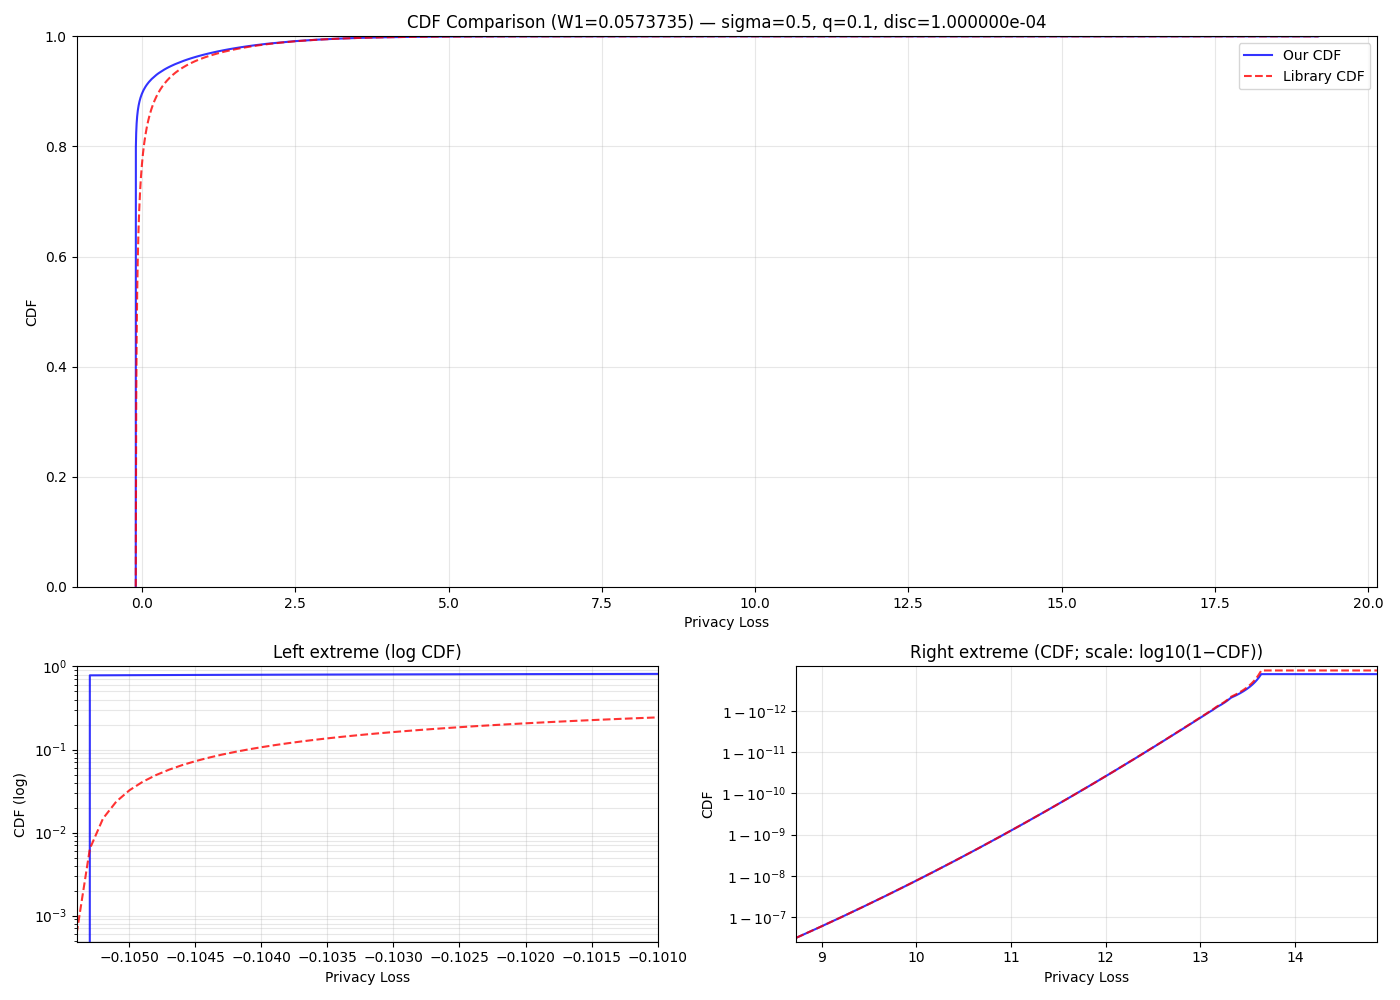 CDF Comparison (W1=0.0573735) — sigma=0.5, q=0.1, disc=1.000000e-04
1.0
0.8
0.6
0.4
0.2
0.0
CDF
Our CDF
Library CDF
0.0 2.5 5.0 7.5 10.0 12.5 15.0 17.5 20.0
Privacy Loss
Left extreme (log CDF)
10⁰
10⁻¹
10⁻²
10⁻³
CDF (log)
−0.1050 −0.1045 −0.1040 −0.1035 −0.1030 −0.1025 −0.1020 −0.1015 −0.1010
Privacy Loss
Right extreme (CDF; scale: log10(1−CDF))
1 − 10⁻¹²
1 − 10⁻¹¹
1 − 10⁻¹⁰
1 − 10⁻⁹
1 − 10⁻⁸
1 − 10⁻⁷
CDF
9 10 11 12 13 14
Privacy Loss